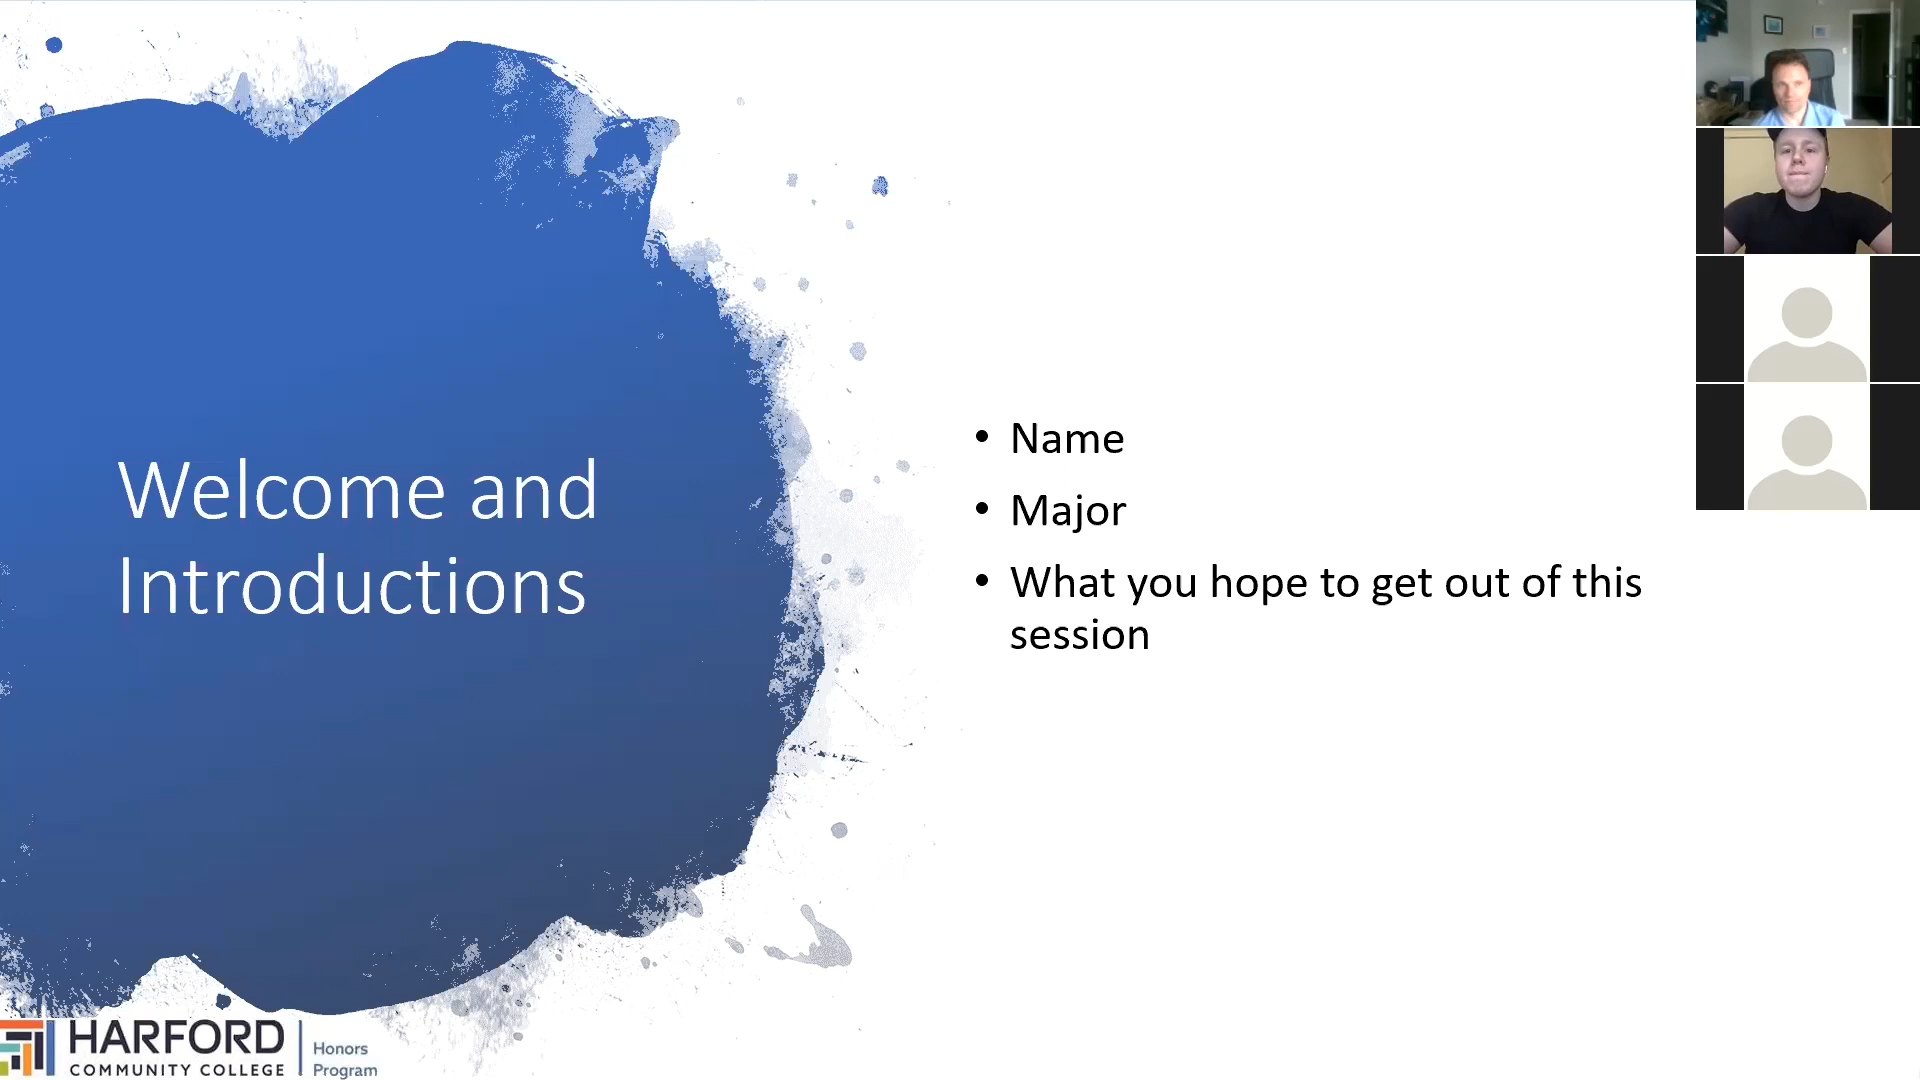 Welcome and
Introductions
• Name
• Major
• What you hope to get out of this
session
HARFORD
COMMUNITY COLLEGE
Honors
Program